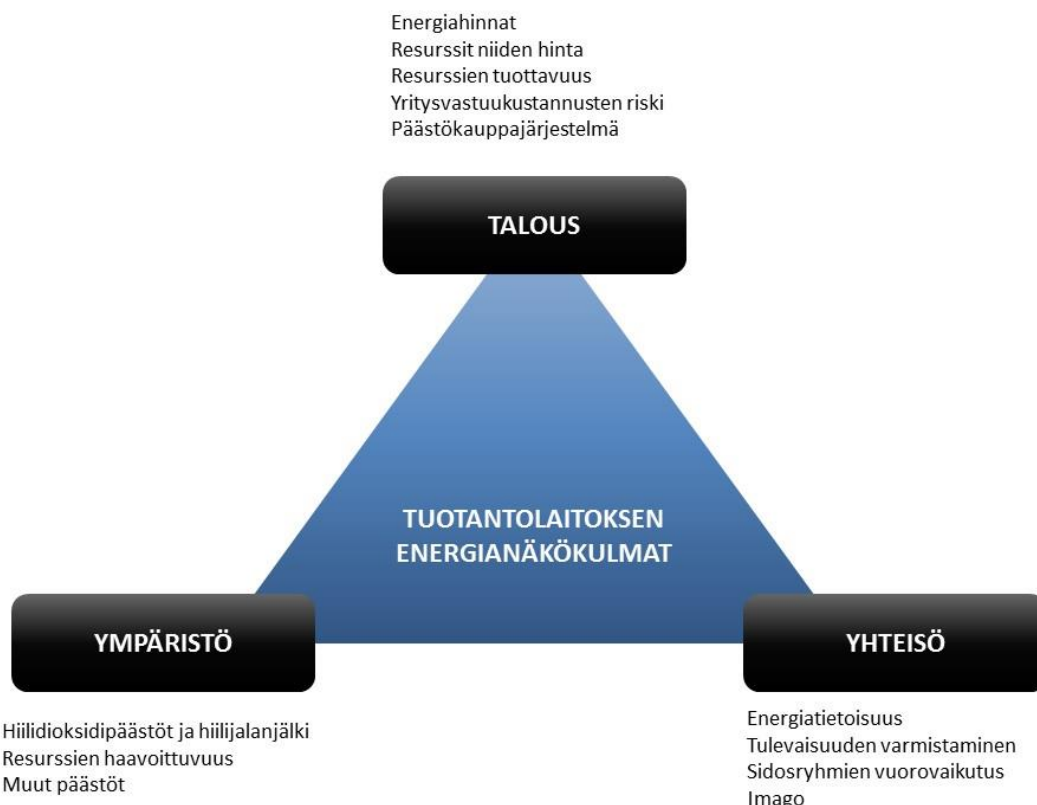 Energiahinnat
Resurssit niiden hinta
Resurssien tuottavuus
Yritysvastuukustannusten riski
Päästökauppajärjestelmä
TALOUS
TUOTANTOLAITOKSEN
ENERGIANÄKÖKULMAT
YMPÄRISTÖ
Hiilidioksidipäästöt ja hiilijalanjälki
Resurssien haavoittuvuus
Muut päästöt
YHTEISÖ
Energiatietoisuus
Tulevaisuuden varmistaminen
Sidosryhmien vuorovaikutus
Imago